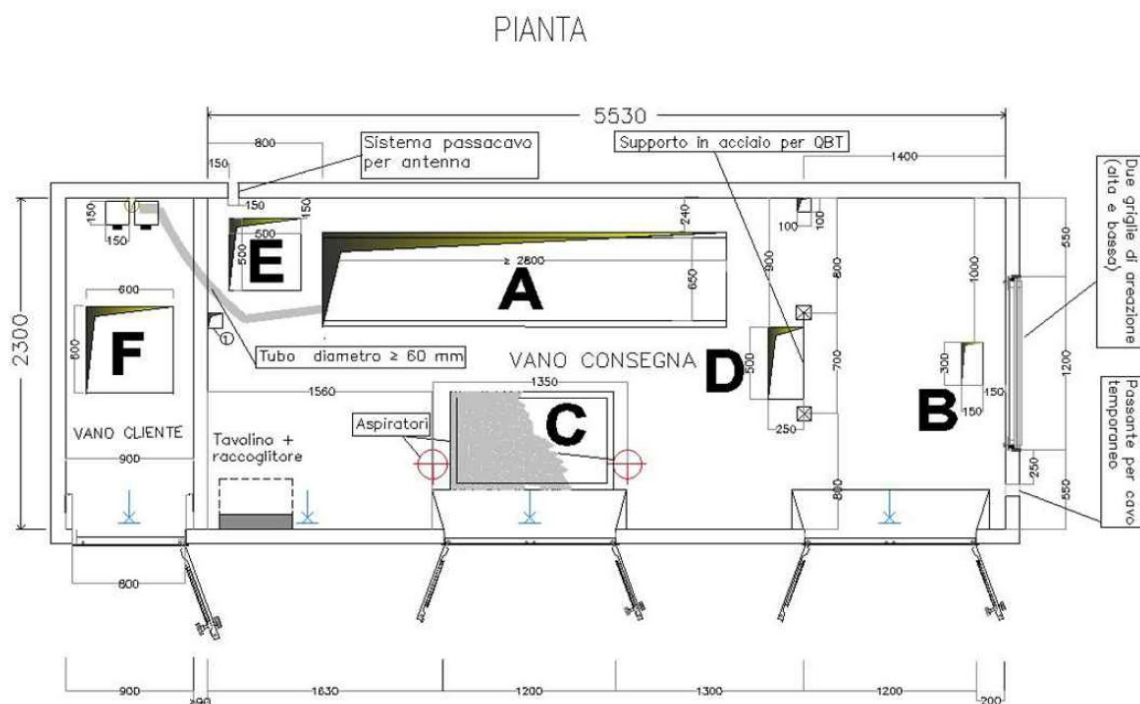 PIANTA
5530
800
Sistema passacavo
per antenna
Supporto in acciaio per QBT
1400
150
Due griglie di areazione
(alta e bassa)
150
150
150
150
500
500
E
240
≥ 2800
A
650
900
100
100
800
1000
550
2300
600
600
F
1
Tubo diametro ≥ 60 mm
VANO CONSEGNA
D
500
250
700
300
150
150
B
1200
1560
1350
C
Aspiratori
VANO CLIENTE
900
Tavolino +
raccoglitore
800
250
550
Passante per cavo
temporaneo
600
900
1630
1200
1300
1200
200